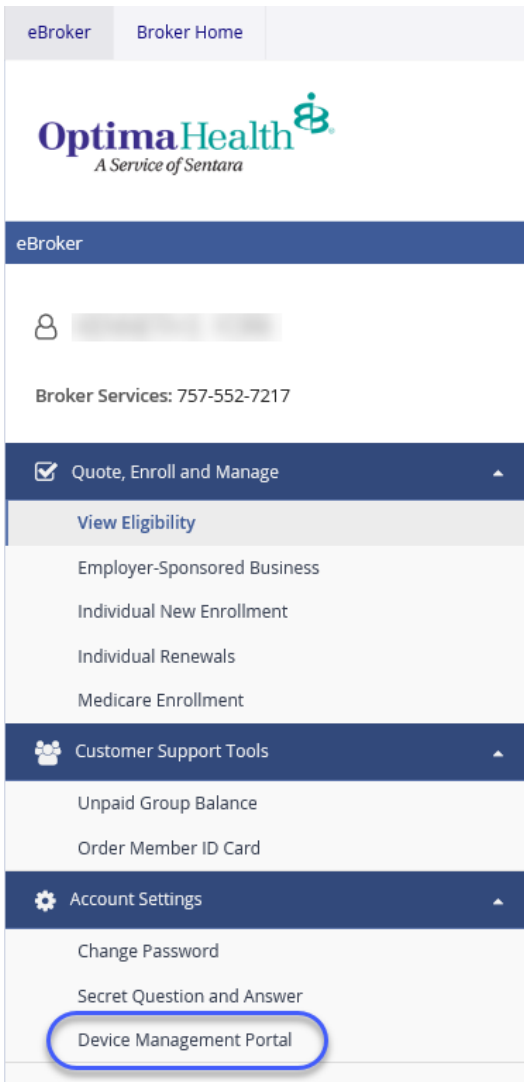 eBroker Broker Home
OptimaHealth
A Service of Sentara
eBroker
Broker Services: 757-552-7217
Quote, Enroll and Manage
View Eligibility
Employer-Sponsored Business
Individual New Enrollment
Individual Renewals
Medicare Enrollment
Customer Support Tools
Unpaid Group Balance
Order Member ID Card
Account Settings
Change Password
Secret Question and Answer
Device Management Portal